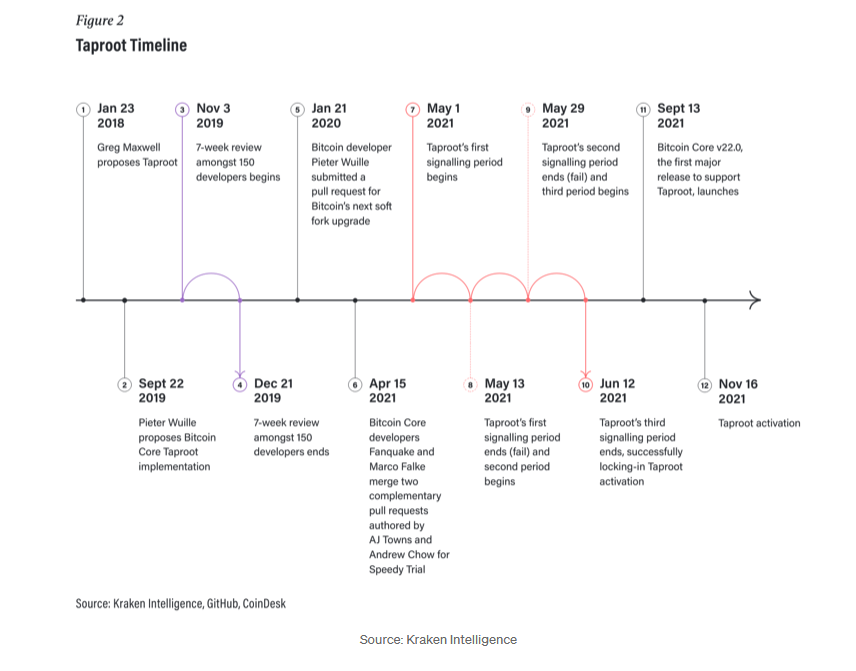 Figure 2
Taproot Timeline
1
Jan 23
2018
Greg Maxwell
proposes Taproot
3
Nov 3
2019
7-week review
amongst 150
developers begins
5
Jan 21
2020
Bitcoin developer
Pieter Wuille
submitted a
pull request for
Bitcoin's next soft
fork upgrade
7
May 1
2021
Taproot's first
signalling period
begins
9
May 29
2021
Taproot's second
signalling period
ends (fail) and
third period begins
11
Sept 13
2021
Bitcoin Core v22.0,
the first major
release to support
Taproot, launches
2
Sept 22
2019
Pieter Wuille
proposes Bitcoin
Core Taproot
implementation
4
Dec 21
2019
7-week review
amongst 150
developers ends
6
Apr 15
2021
Bitcoin Core
developers
Fanquake and
Marco Falke
merge two
complementary
pull requests
authored by
AJ Towns and
Andrew Chow for
Speedy Trial
8
May 13
2021
Taproot's first
signalling period
ends (fail) and
second period
begins
10
Jun 12
2021
Taproot's third
signalling period
ends, successfully
locking-in Taproot
activation
12
Nov 16
2021
Taproot activation
Source: Kraken Intelligence, GitHub, CoinDesk
Source: Kraken Intelligence